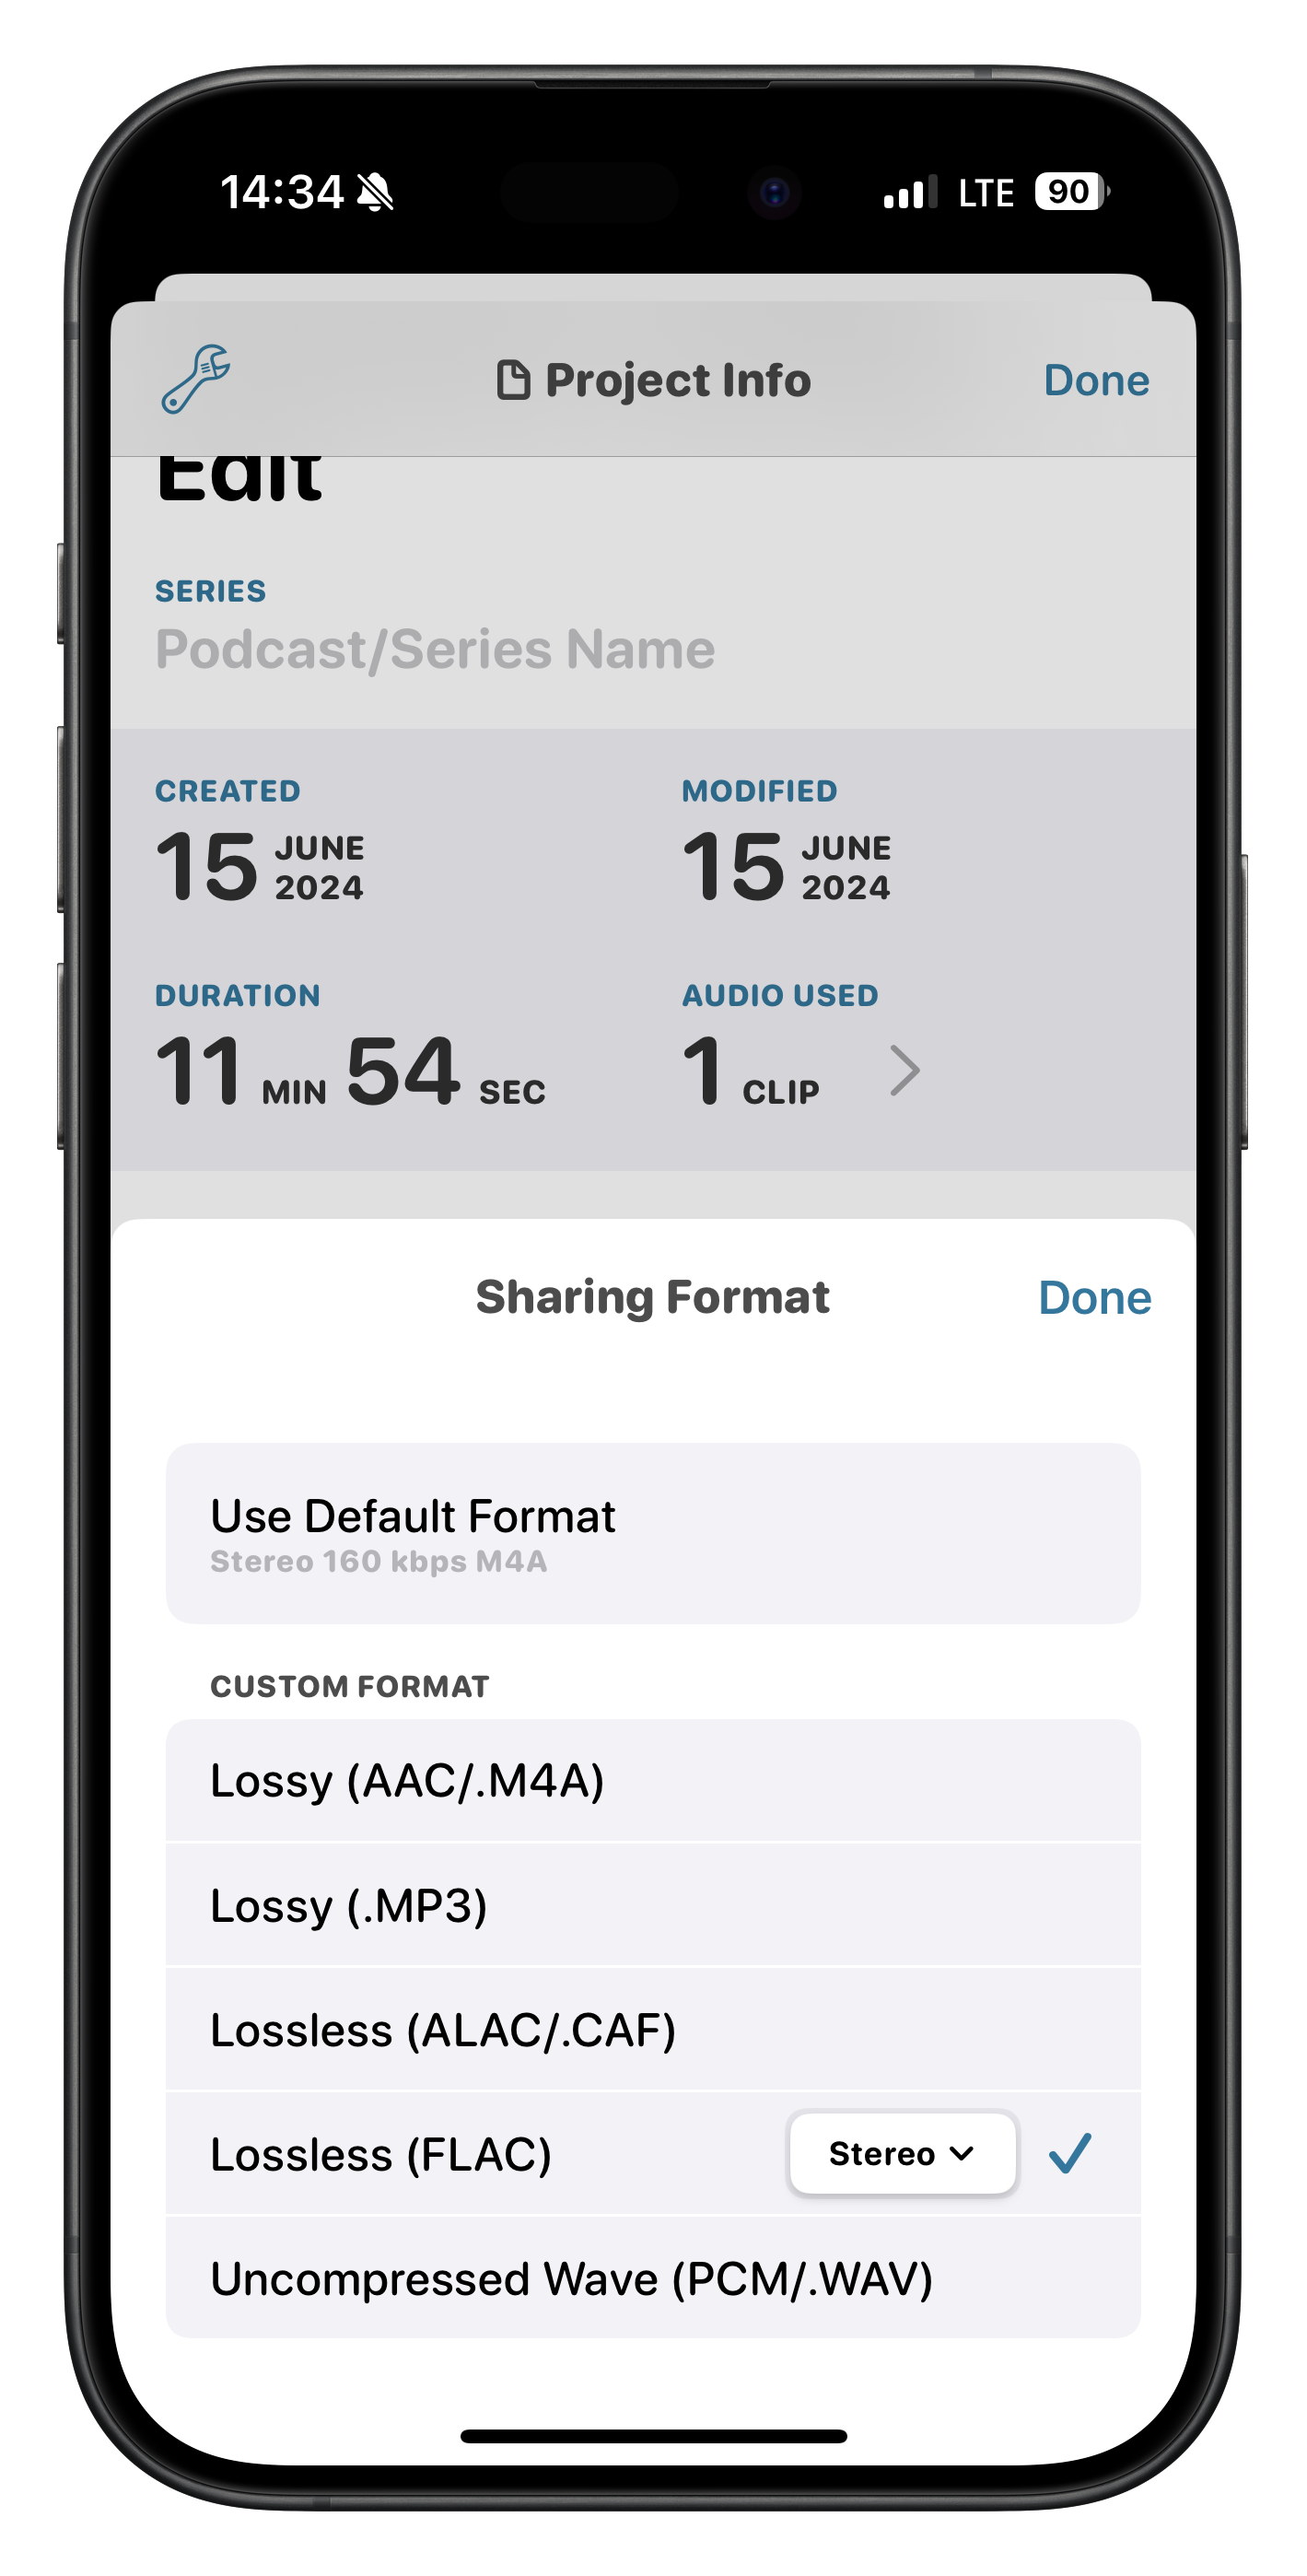 14:34 LTE 90
Project Info Done
Edit
SERIES
Podcast/Series Name
CREATED MODIFIED
15 JUNE 2024 15 JUNE 2024
DURATION AUDIO USED
11 MIN 54 SEC 1 CLIP
Sharing Format Done
Use Default Format
Stereo 160 kbps M4A
CUSTOM FORMAT
Lossy (AAC/.M4A)
Lossy (.MP3)
Lossless (ALAC/.CAF)
Lossless (FLAC) Stereo
Uncompressed Wave (PCM/.WAV)